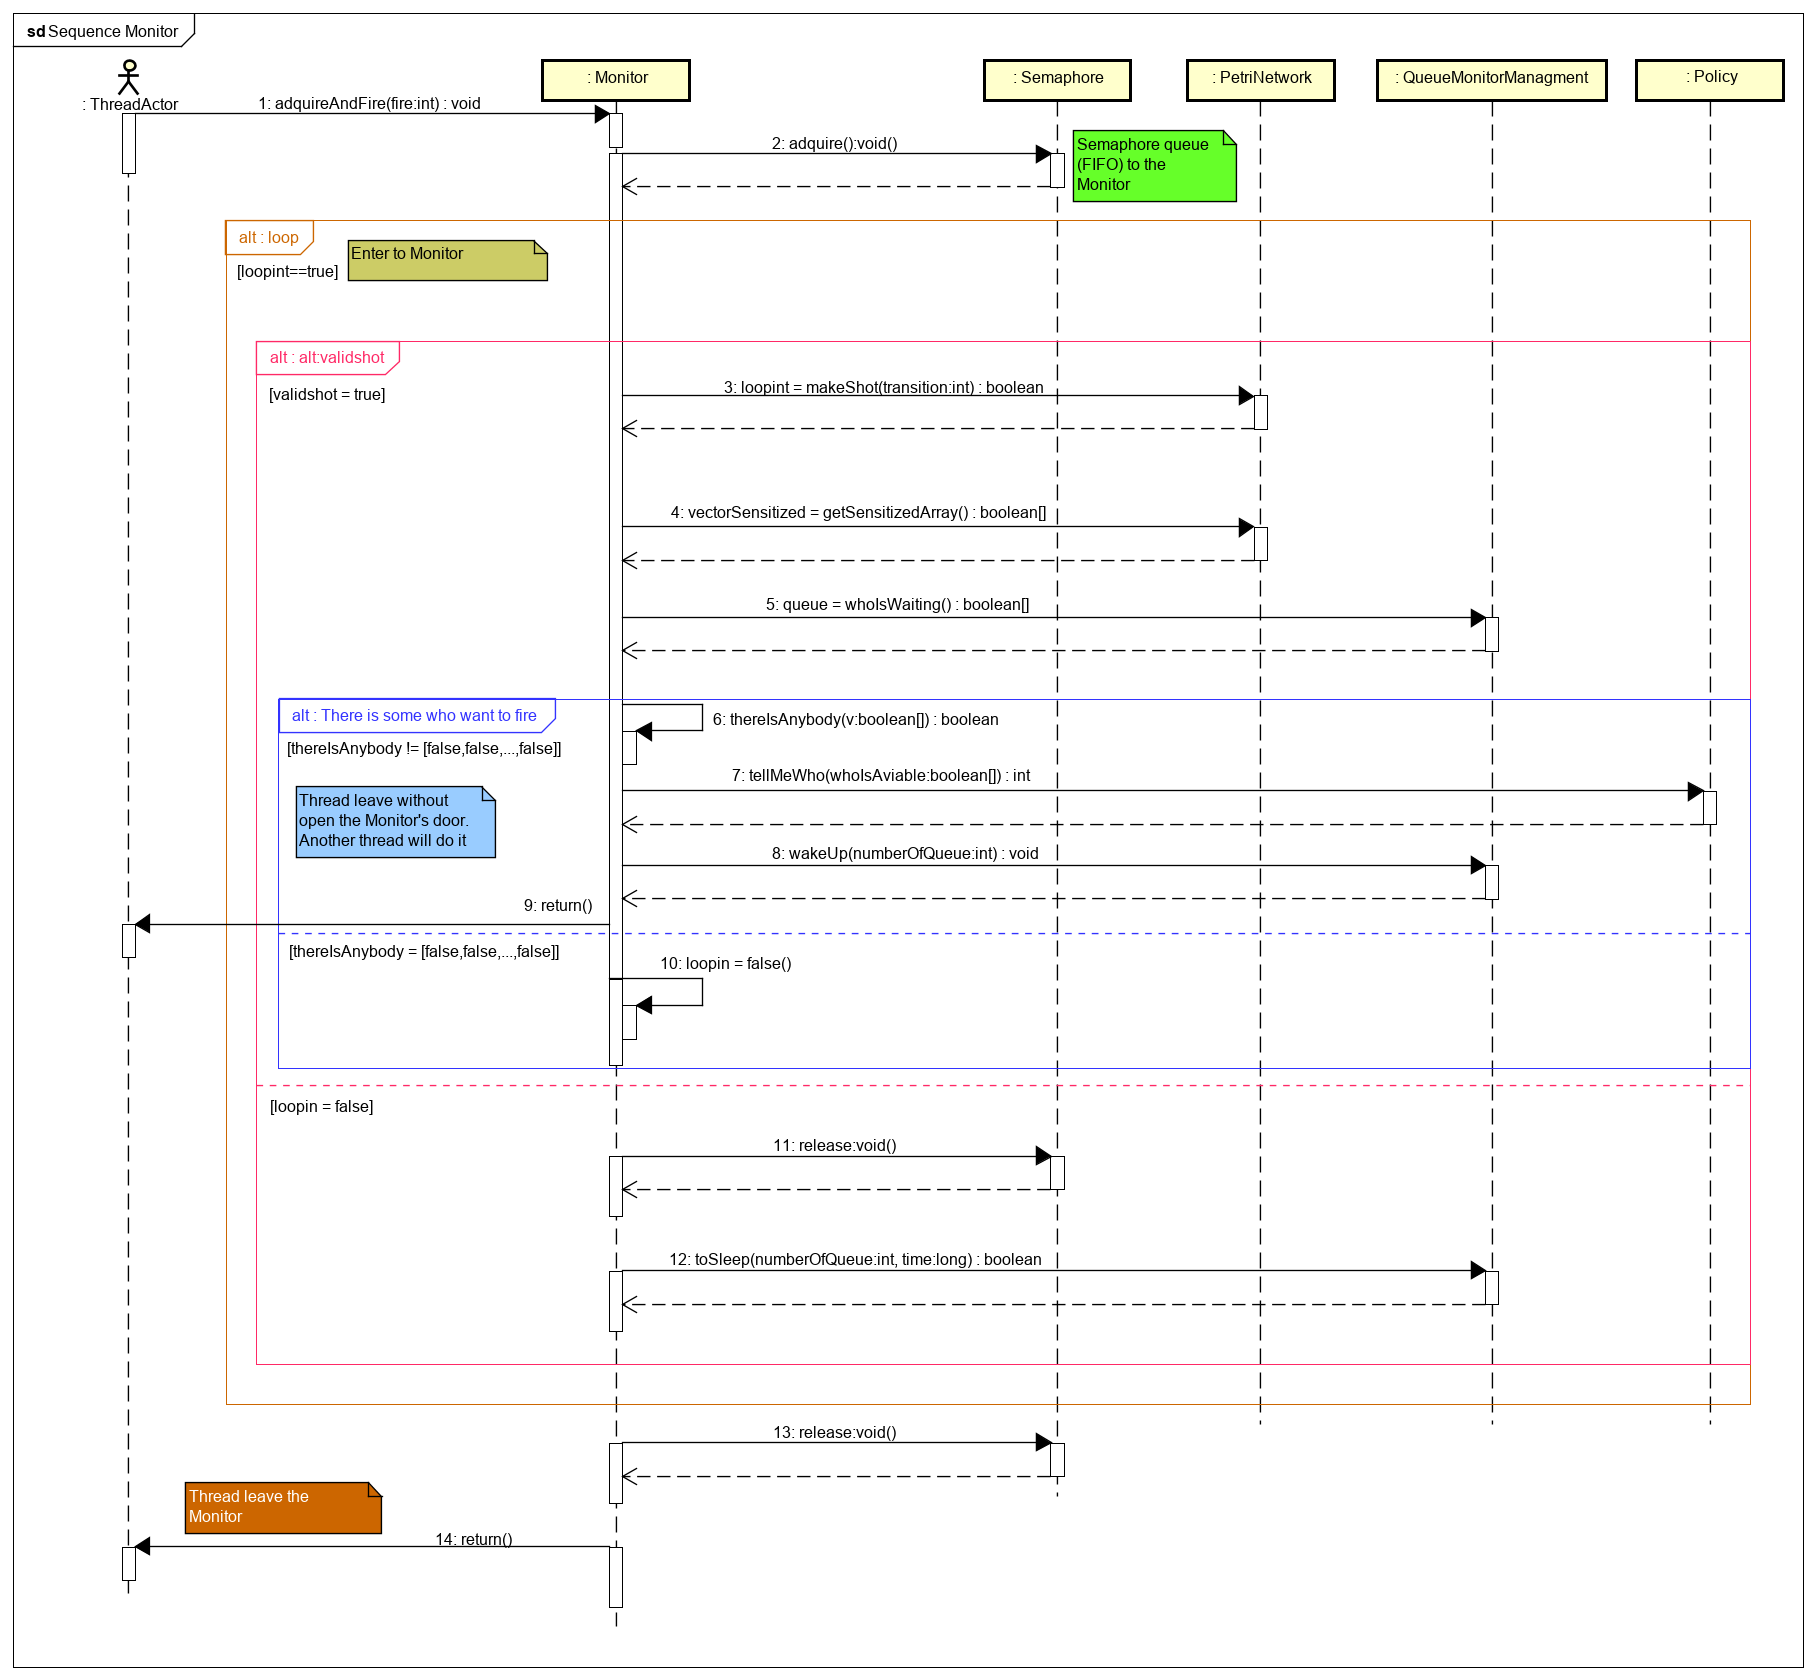 sd Sequence Monitor
: ThreadActor
: Monitor
: Semaphore
: PetriNetwork
: QueueMonitorManagment
: Policy
1: adquireAndFire(fire:int) : void
2: adquire():void()
Semaphore queue
(FIFO) to the
Monitor
alt : loop
[loopint==true]
Enter to Monitor
alt : alt:validshot
[validshot = true]
3: loopint = makeShot(transition:int) : boolean
4: vectorSensitized = getSensitizedArray() : boolean[]
5: queue = whoIsWaiting() : boolean[]
alt : There is some who want to fire
6: thereIsAnybody(v:boolean[]) : boolean
[thereIsAnybody != [false,false,...,false]]
7: tellMeWho(whoIsAviable:boolean[]) : int
Thread leave without
open the Monitor's door.
Another thread will do it
8: wakeUp(numberOfQueue:int) : void
9: return()
[thereIsAnybody = [false,false,...,false]]
10: loopin = false()
[loopin = false]
11: release:void()
12: toSleep(numberOfQueue:int, time:long) : boolean
13: release:void()
Thread leave the
Monitor
14: return()